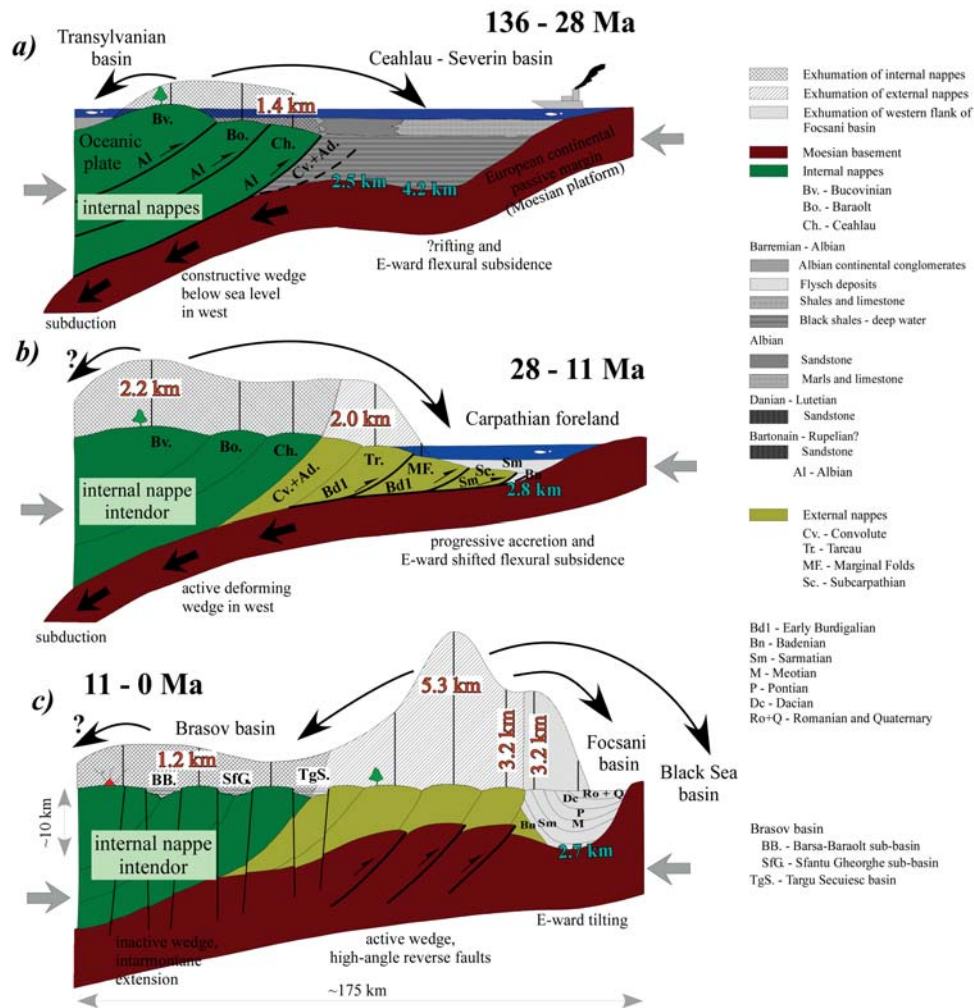 136 - 28 Ma
a)
Transylvanian
basin
Ceahlau - Severin basin
1.4 km
Bv.
Bo.
Ch.
Oceanic
plate
Al
Al
Al
Cv.+Ad.
internal nappes
2.5 km
4.2 km
European continental
passive margin
(Moesian platform)
?rifting and
E-ward flexural subsidence
constructive wedge
below sea level
in west
subduction
b)
28 - 11 Ma
?
2.2 km
2.0 km
Carpathian foreland
Bv.
Bo.
Ch.
Cv.+Ad.
Tr.
MF.
Sc.
Sm
Bn
Bd1
Bd1
Sm
2.8 km
internal nappe
intendor
progressive accretion and
E-ward shifted flexural subsidence
active deforming
wedge in west
subduction
11 - 0 Ma
c)
?
Brasov basin
5.3 km
3.2 km
3.2 km
Focsani
basin
Black Sea
basin
1.2 km
BB.
SfG.
TgS.
Dc
Ro + Q
P
M
Bn
Sm
2.7 km
~10 km
internal nappe
intendor
E-ward tilting
inactive wedge,
intarmontane
extension
active wedge,
high-angle reverse faults
~175 km
Exhumation of internal nappes
Exhumation of external nappes
Exhumation of western flank of
Focsani basin
Moesian basement
Internal nappes
Bv. - Bucovinian
Bo. - Baraolt
Ch. - Ceahlau
Barremian - Albian
Albian continental conglomerates
Flysch deposits
Shales and limestone
Black shales - deep water
Albian
Sandstone
Marls and limestone
Danian - Lutetian
Sandstone
Bartonain - Rupelian?
Sandstone
Al - Albian
External nappes
Cv. - Convolute
Tr. - Tarcau
MF. - Marginal Folds
Sc. - Subcarpathian
Bd1 - Early Burdigalian
Bn - Badenian
Sm - Sarmatian
M - Meotian
P - Pontian
Dc - Dacian
Ro+Q - Romanian and Quaternary
Brasov basin
BB. - Barsa-Baraolt sub-basin
SfG. - Sfantu Gheorghe sub-basin
TgS. - Targu Secuiesc basin